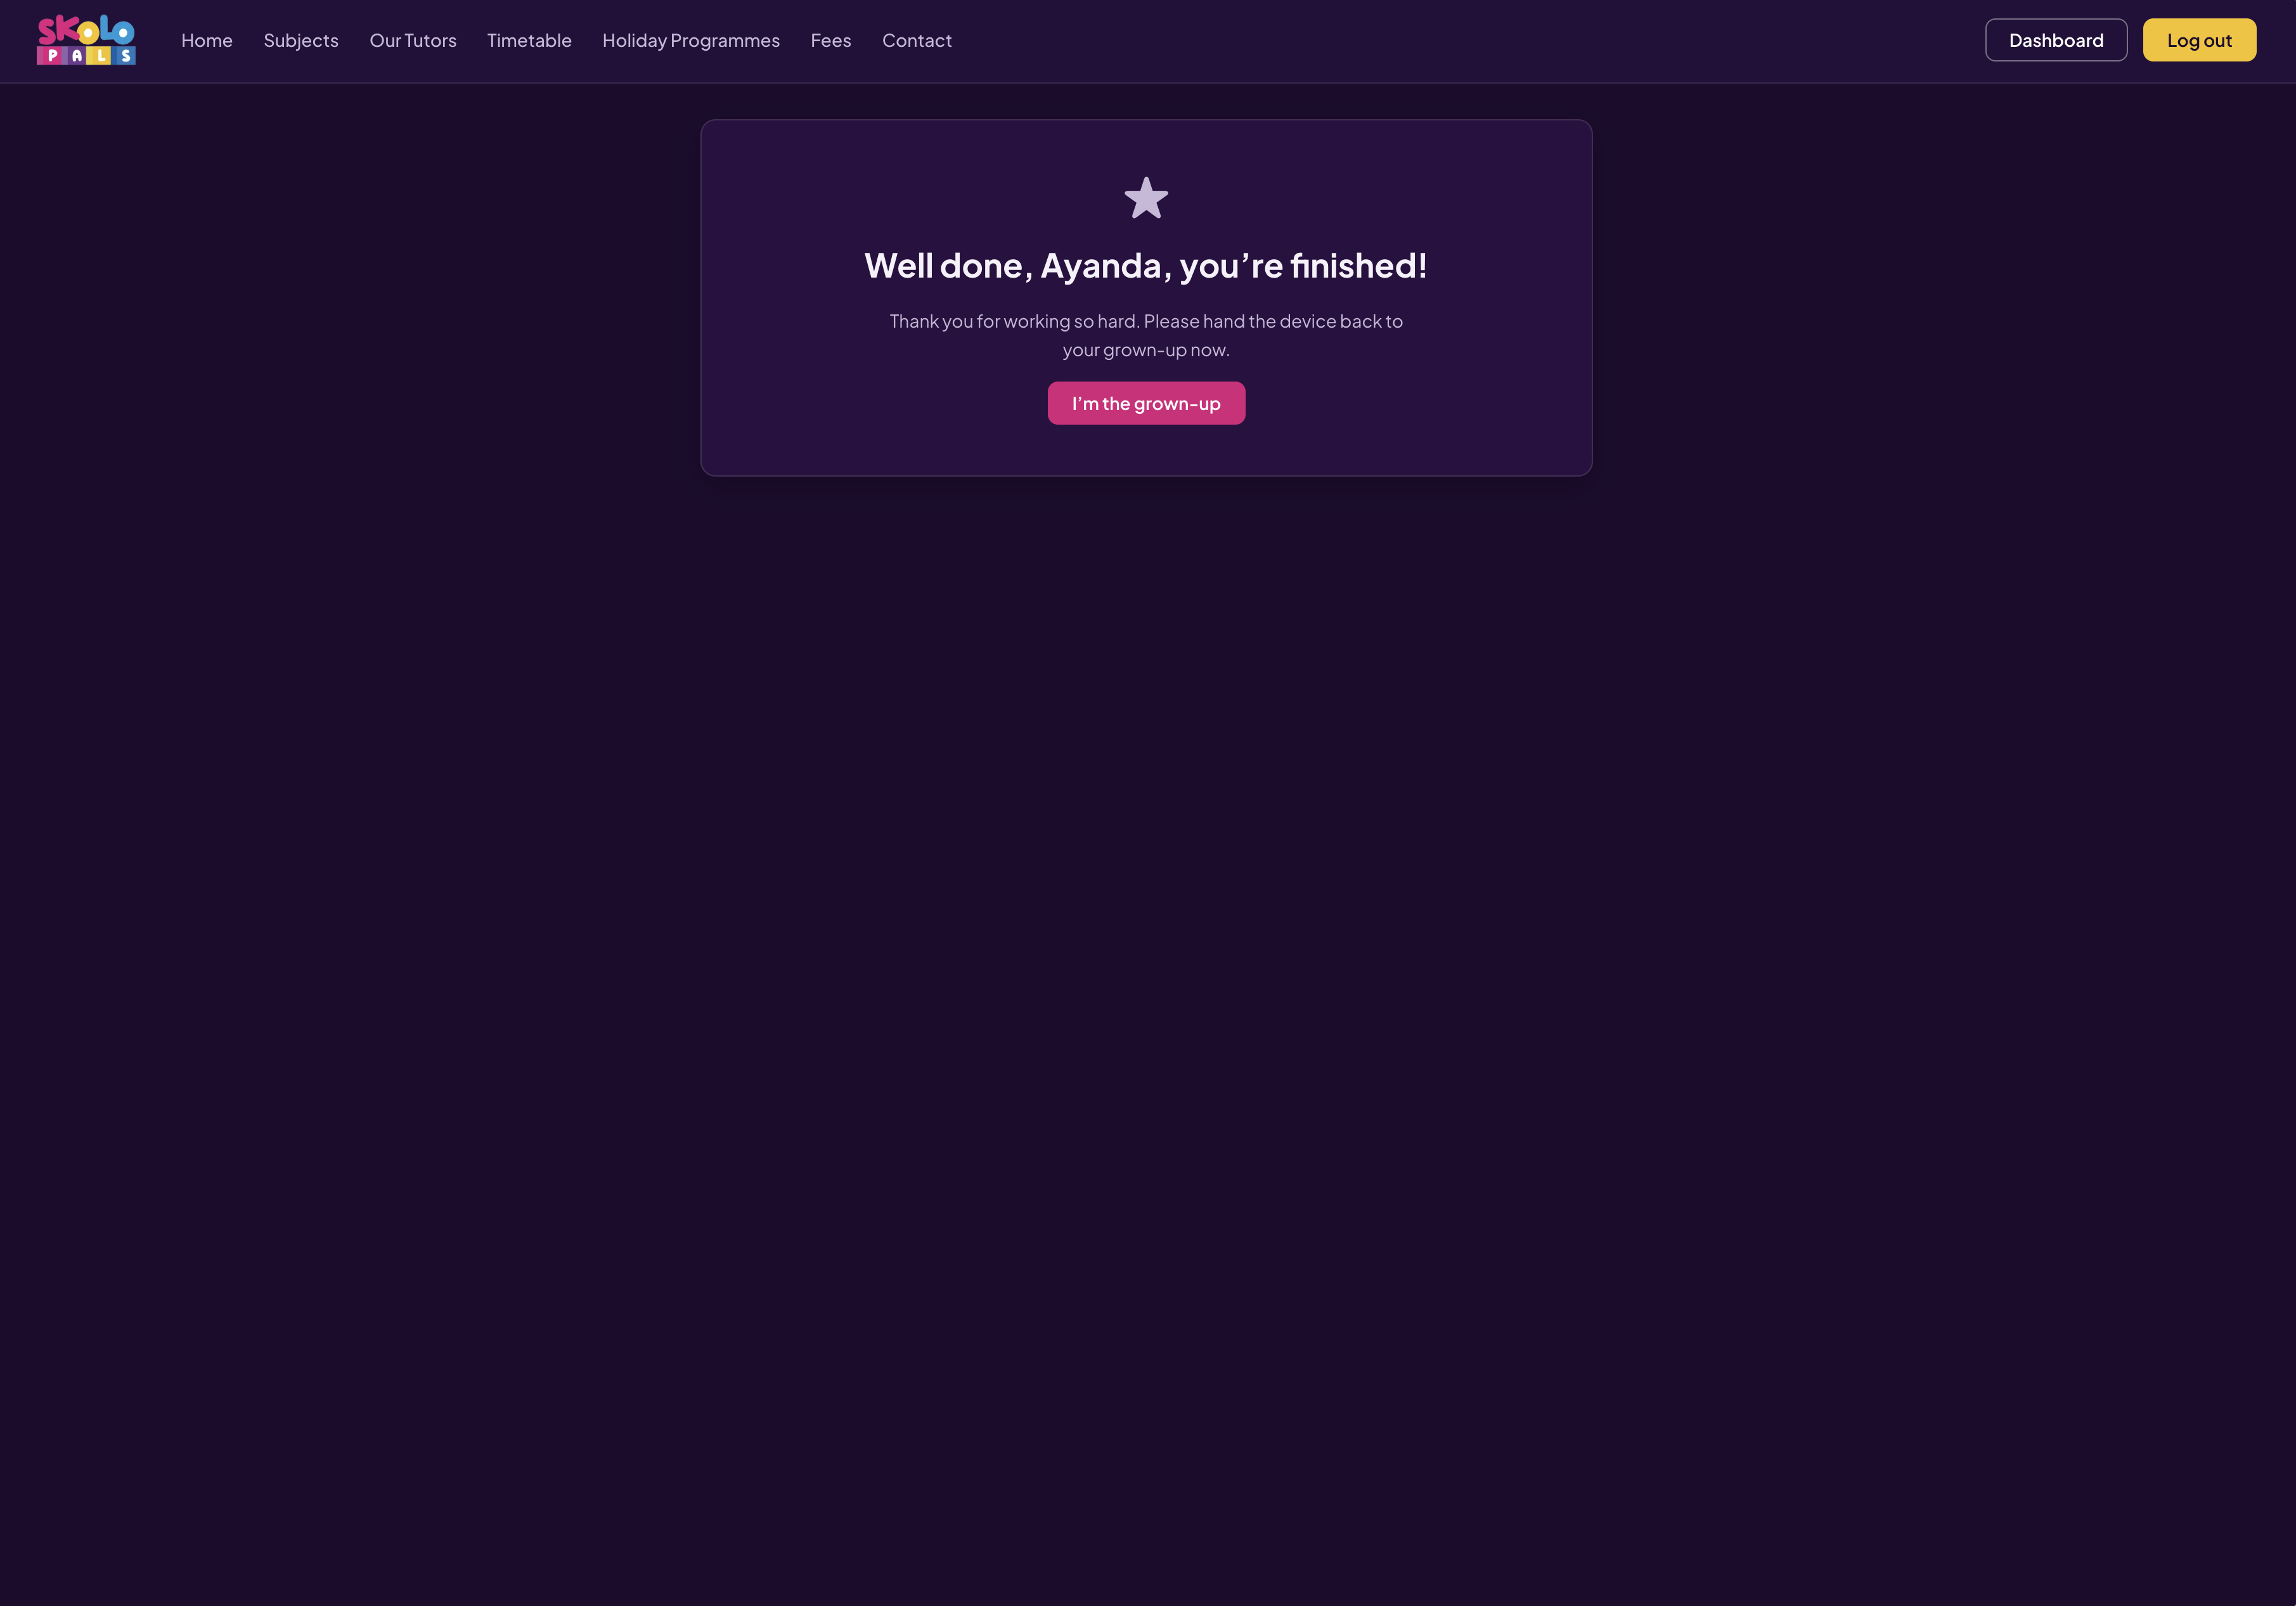 SKOLO
PALS
Home Subjects Our Tutors Timetable Holiday Programmes Fees Contact Dashboard Log out
Well done, Ayanda, you’re finished!
Thank you for working so hard. Please hand the device back to
your grown-up now.
I’m the grown-up